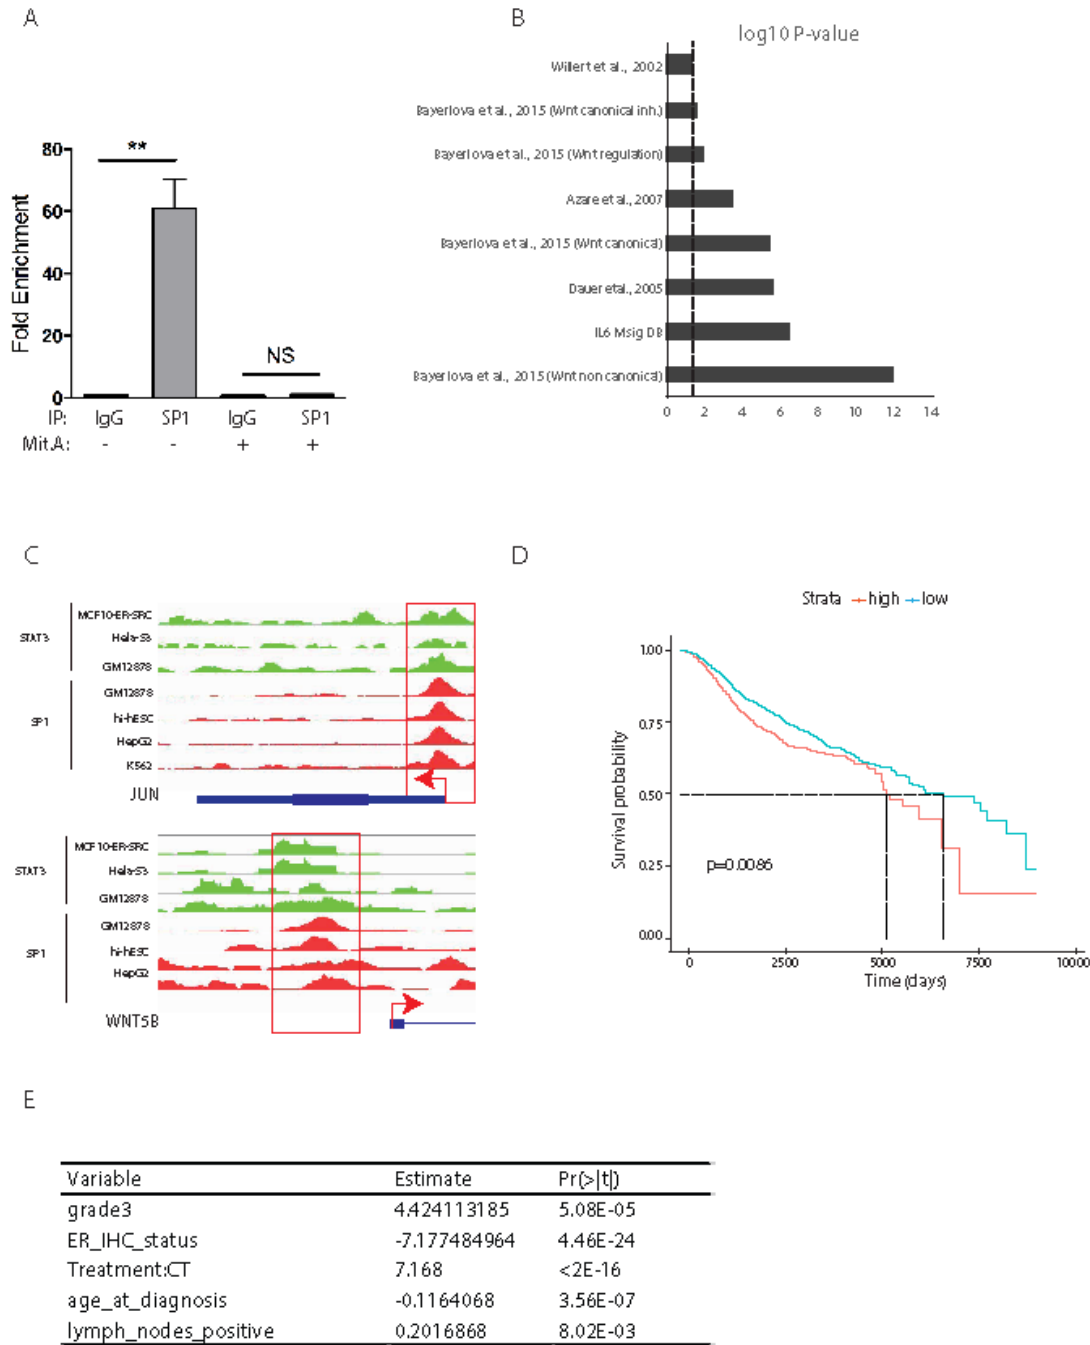 A
**
80
60
40
20
0
Fold Enrichment
NS
IP: IgG SP1 IgG SP1
Mit.A: - - + +
B
log10 P-value
Willert et al., 2002
Bayerlova et al., 2015 (Wnt canonical inh.)
Bayerlova et al., 2015 (Wnt regulation)
Azare et al., 2007
Bayerlova et al., 2015 (Wnt canonical)
Dauer et al., 2005
IL6 Msig DB
Bayerlova et al., 2015 (Wnt non canonical)
0 2 4 6 8 10 12 14
C
STAT3
MCF10-ER-SRC
Hela-S3
GM12878
SP1
GM12878
hi-hESC
HepG2
K562
JUN
STAT3
MCF10-ER-SRC
Hela-S3
GM12878
SP1
GM12878
hi-hESC
HepG2
WNT5B
D
Strata high low
1.00
0.75
0.50
0.25
0.00
Survival probability
p=0.0086
0 2500 5000 7500 10000
Time (days)
E
Variable Estimate Pr(>|t|)
grade3 4.424113185 5.08E-05
ER_IHC_status -7.177484964 4.46E-24
Treatment:CT 7.168 <2E-16
age_at_diagnosis -0.1164068 3.56E-07
lymph_nodes_positive 0.2016868 8.02E-03